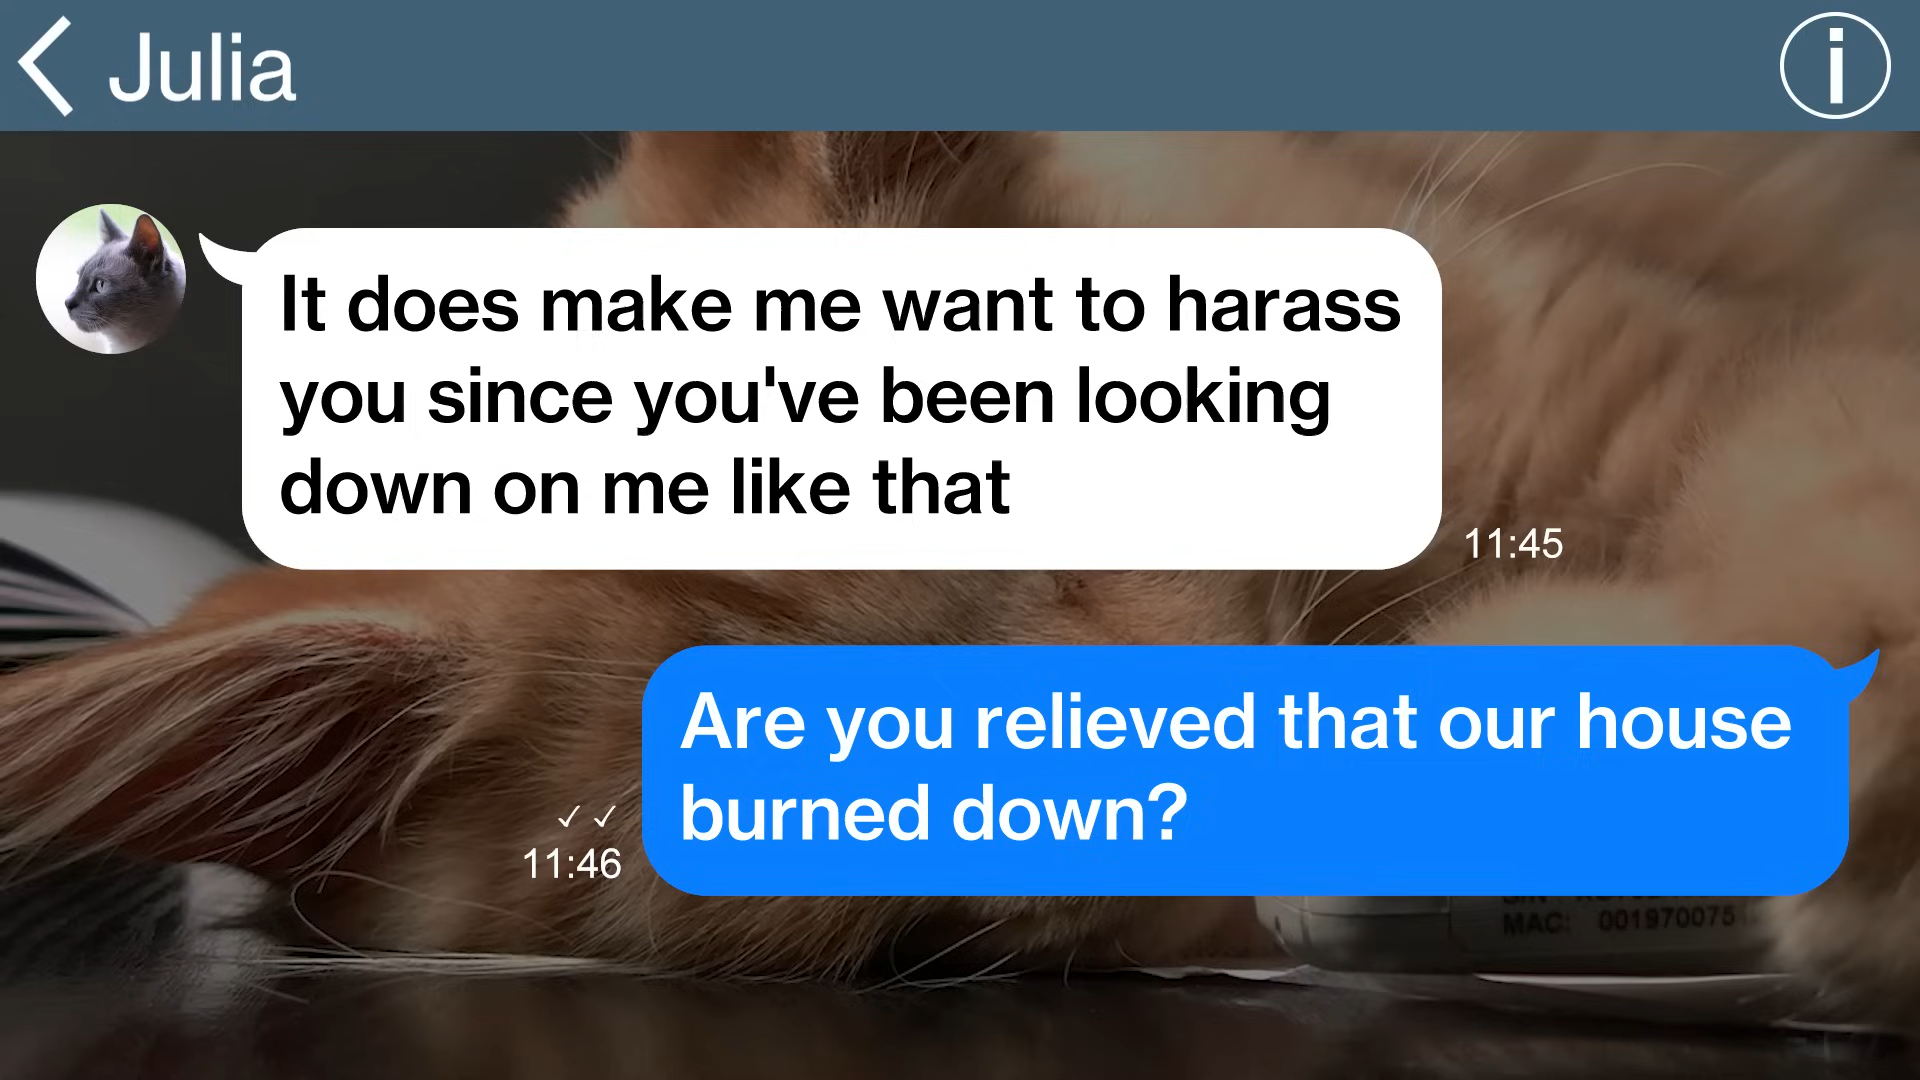 Julia
It does make me want to harass
you since you've been looking
down on me like that
11:45
Are you relieved that our house
burned down?
✓✓
11:46
MAC: 001970075